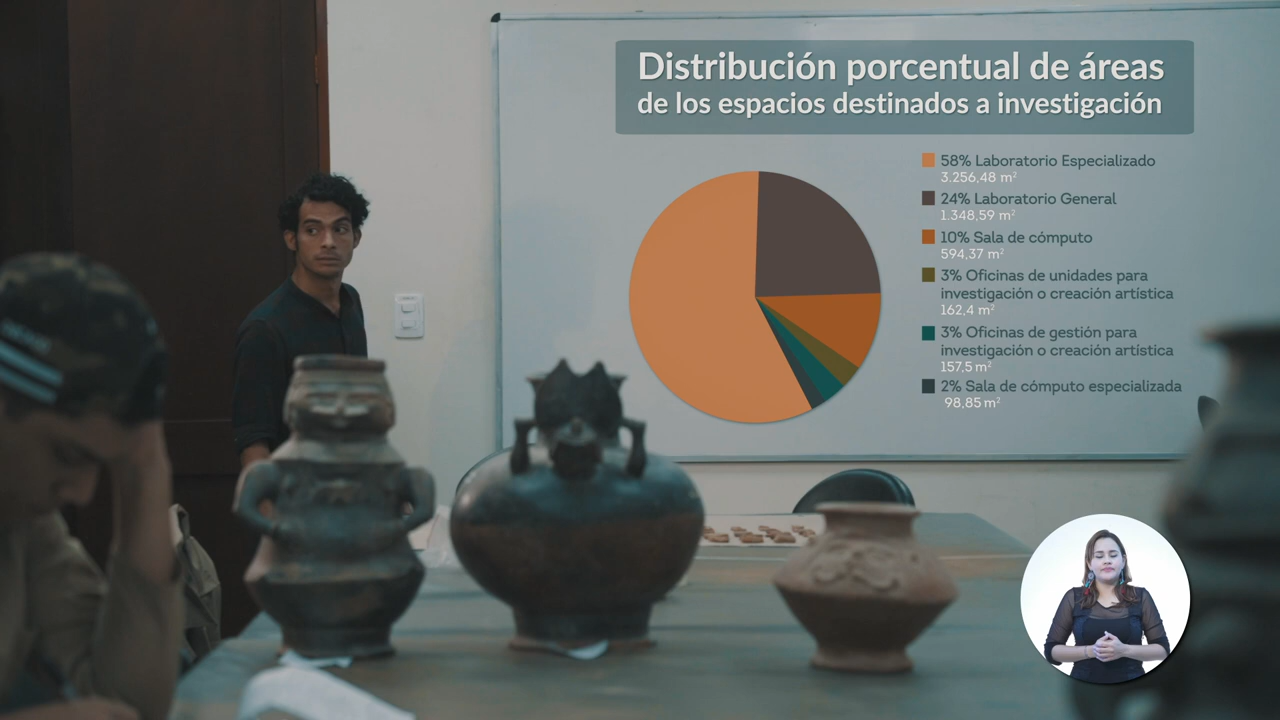 Distribución porcentual de áreas
de los espacios destinados a investigación
58% Laboratorio Especializado
3.256,48 m²
24% Laboratorio General
1.348,59 m²
10% Sala de cómputo
594,37 m²
3% Oficinas de unidades para
investigación o creación artística
162,4 m²
3% Oficinas de gestión para
investigación o creación artística
157,5 m²
2% Sala de cómputo especializada
98,85 m²